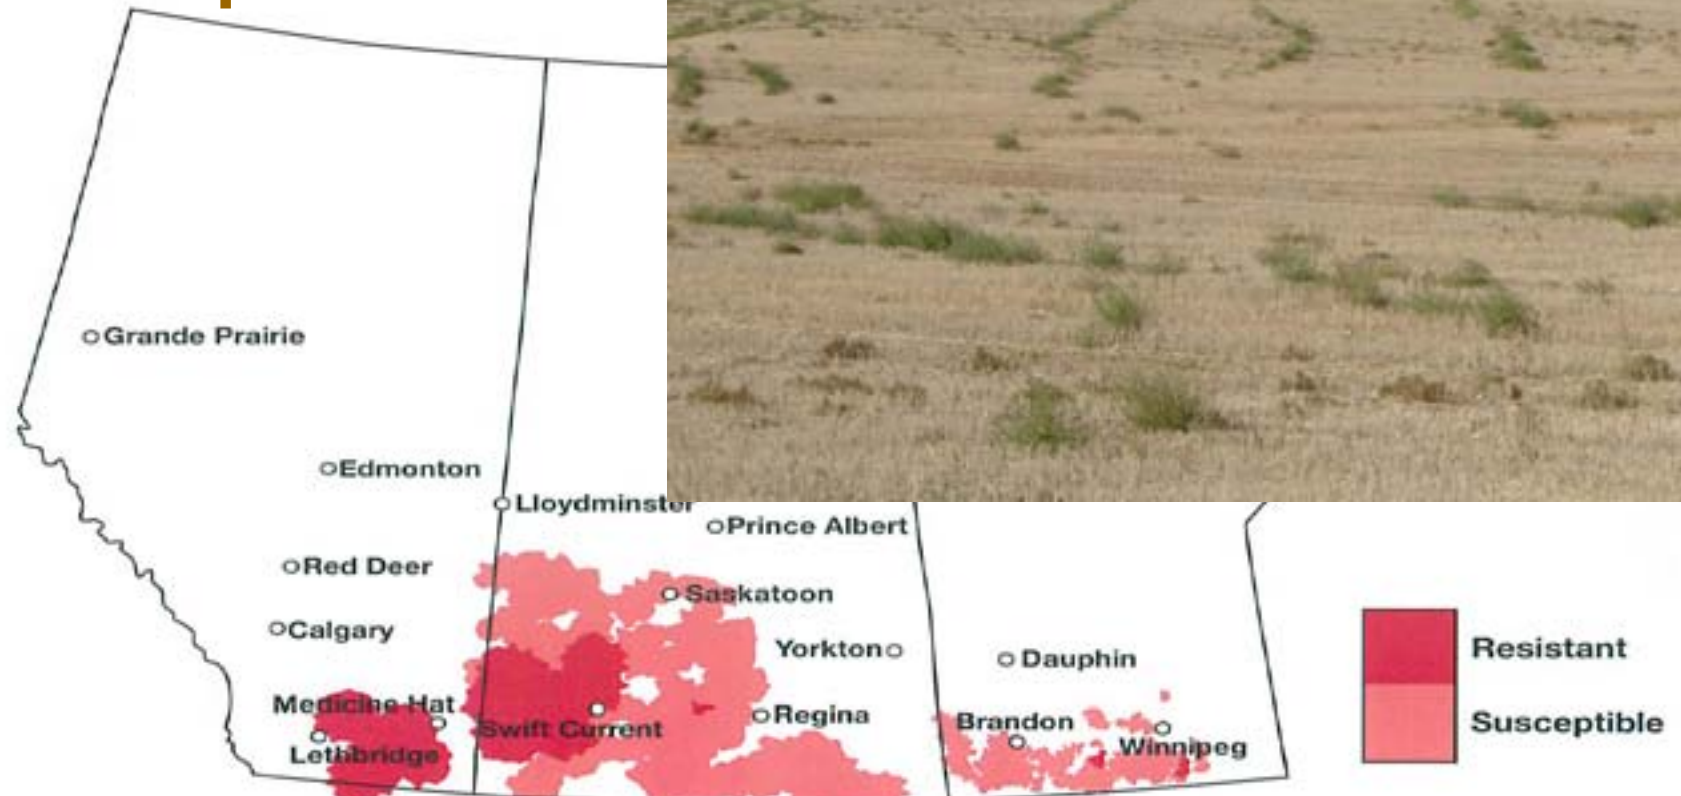 Grande Prairie
Edmonton
Lloydminster
Prince Albert
Red Deer
Saskatoon
Calgary
Yorkton
Dauphin
Resistant
Medicine Hat
Regina
Brandon
Susceptible
Swift Current
Winnipeg
Lethbridge